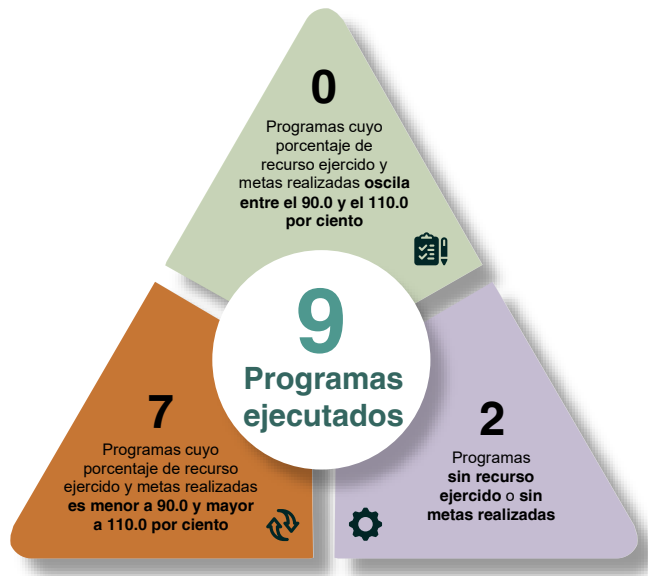 0
Programas cuyo
porcentaje de
recurso ejercido y
metas realizadas oscila
entre el 90.0 y el 110.0
por ciento
9
Programas
ejecutados
7
Programas cuyo
porcentaje de recurso
ejercido y metas realizadas
es menor a 90.0 y mayor
a 110.0 por ciento
2
Programas
sin recurso
ejercido o sin
metas realizadas